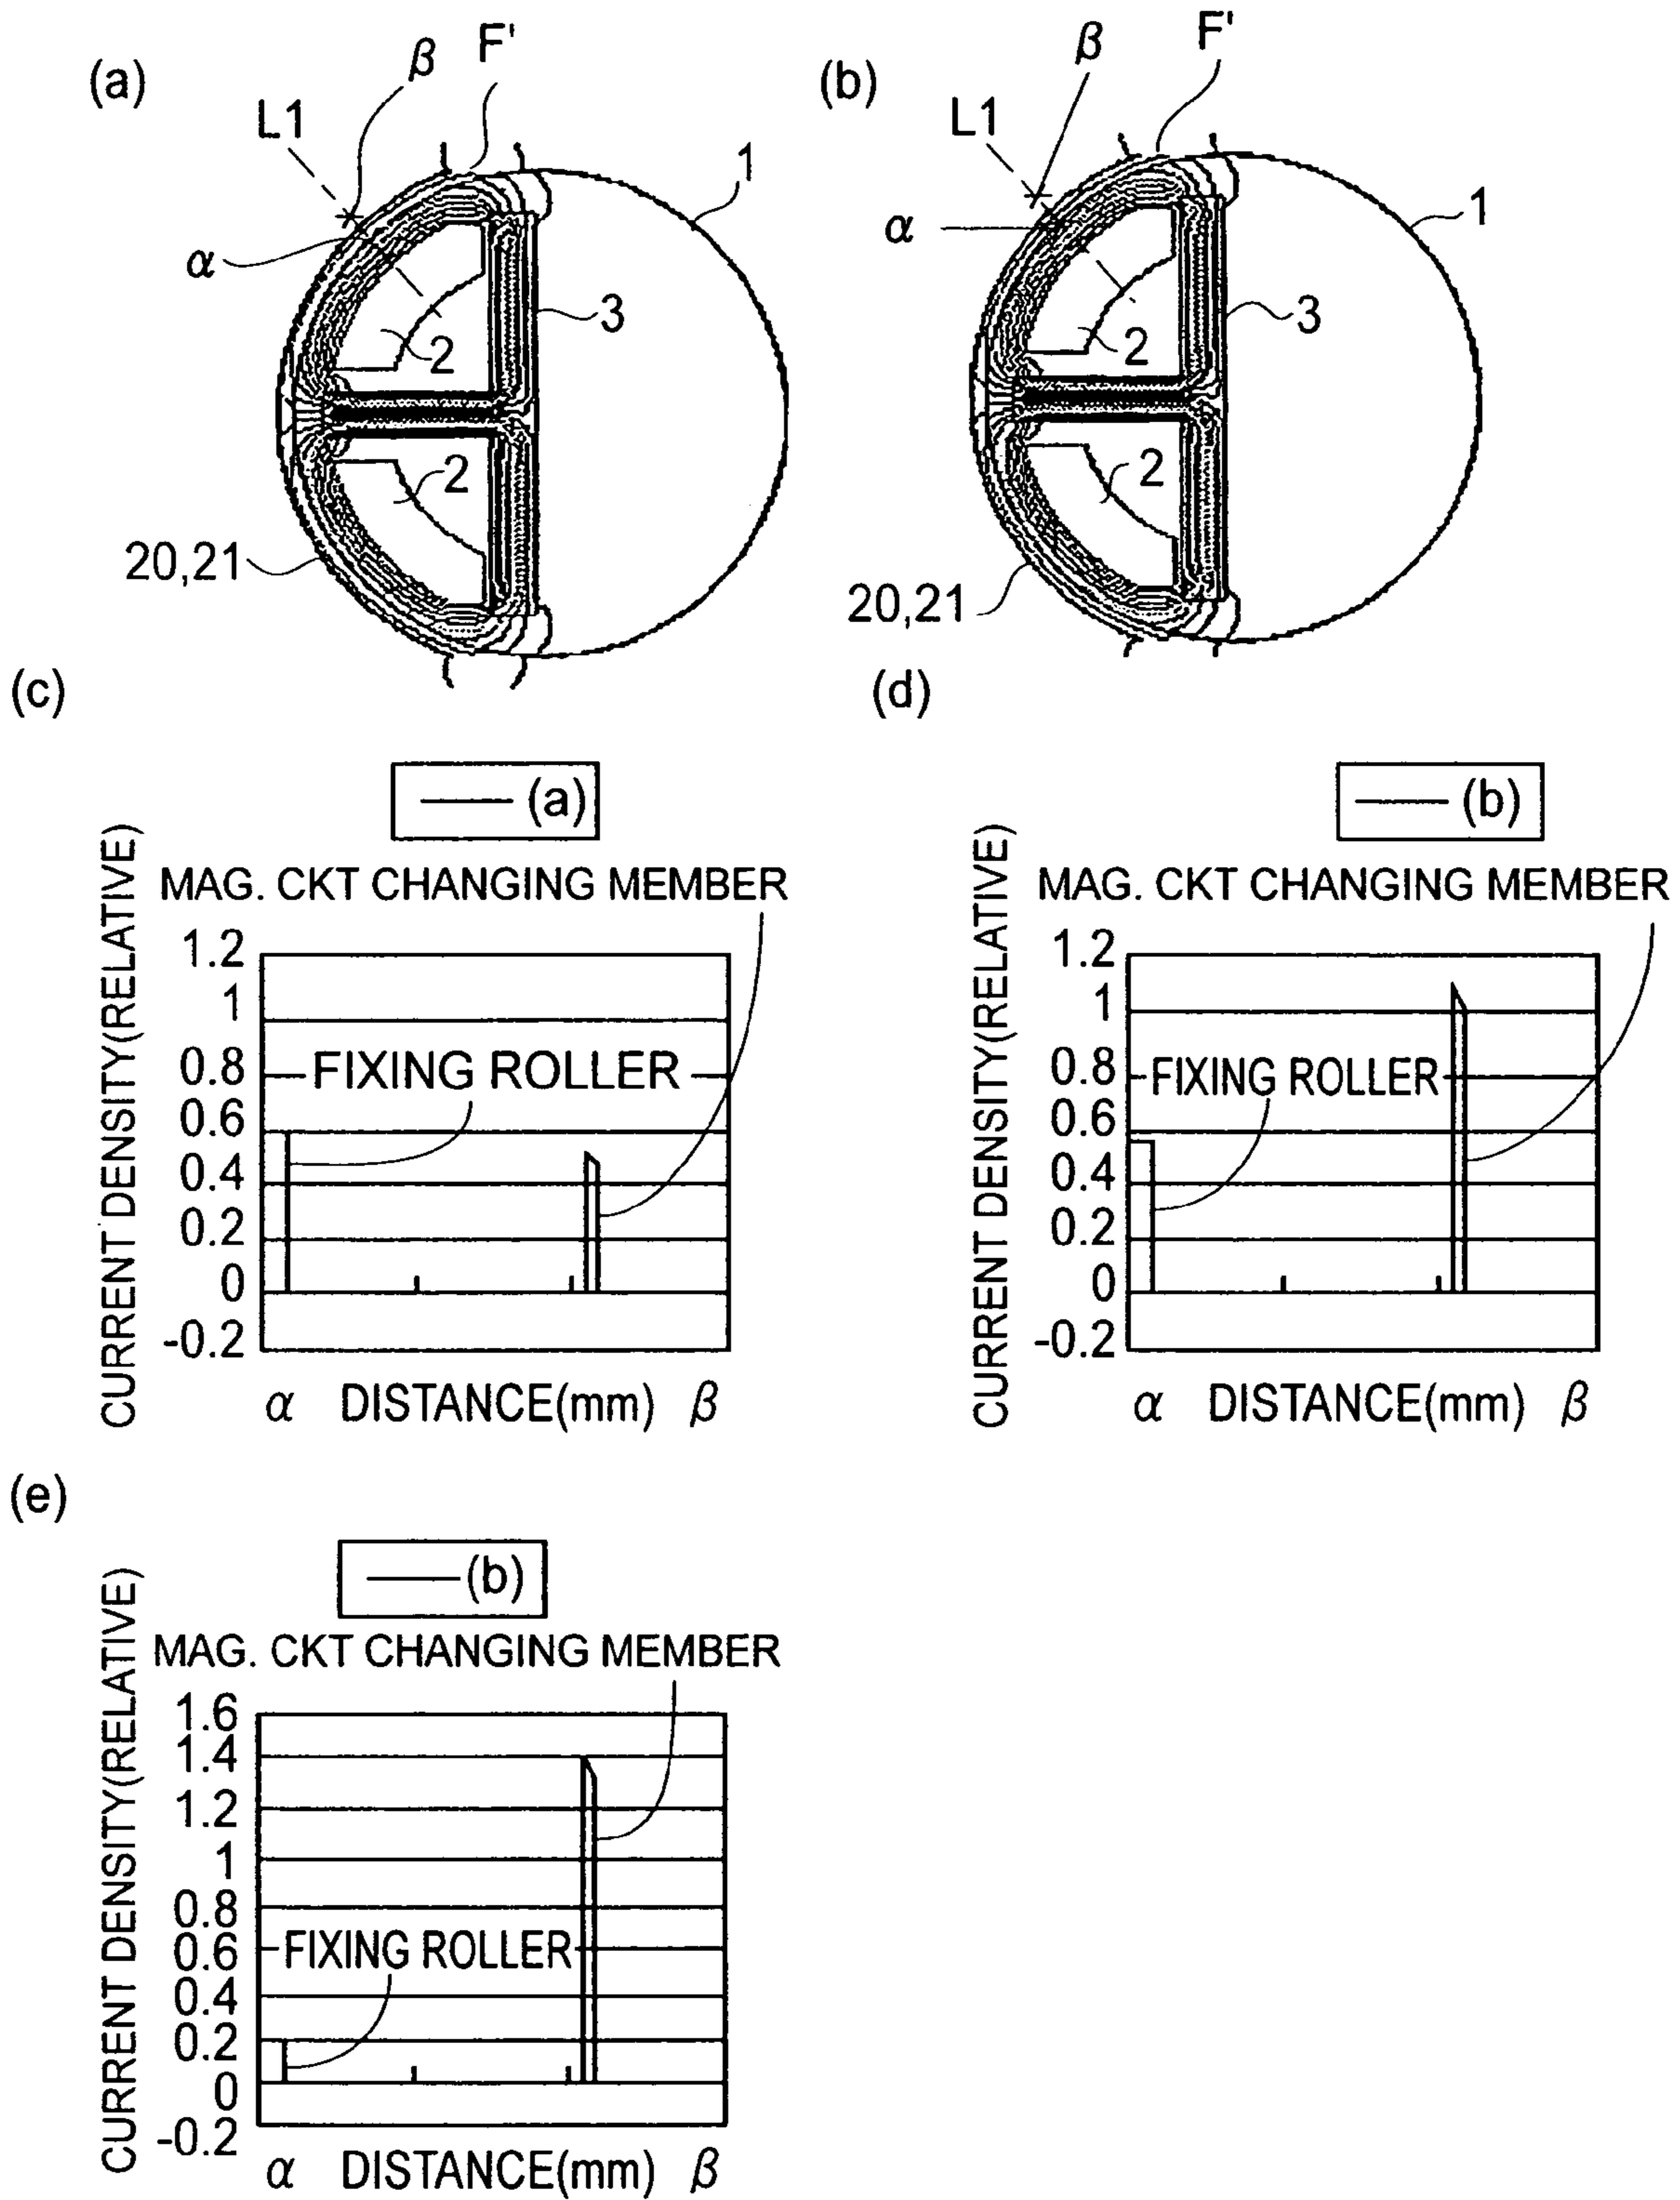 (a)
β
F'
L1
1
α
2
3
2
20,21
(b)
β
F'
L1
1
α
2
3
2
20,21
(c)
(a)
MAG. CKT CHANGING MEMBER
CURRENT DENSITY(RELATIVE)
1.2
1
0.8
FIXING ROLLER
0.6
0.4
0.2
0
-0.2
α DISTANCE(mm) β
(d)
(b)
MAG. CKT CHANGING MEMBER
CURRENT DENSITY(RELATIVE)
1.2
1
0.8
FIXING ROLLER
0.6
0.4
0.2
0
-0.2
α DISTANCE(mm) β
(e)
(b)
MAG. CKT CHANGING MEMBER
CURRENT DENSITY(RELATIVE)
1.6
1.4
1.2
1
0.8
0.6
FIXING ROLLER
0.4
0.2
0
-0.2
α DISTANCE(mm) β